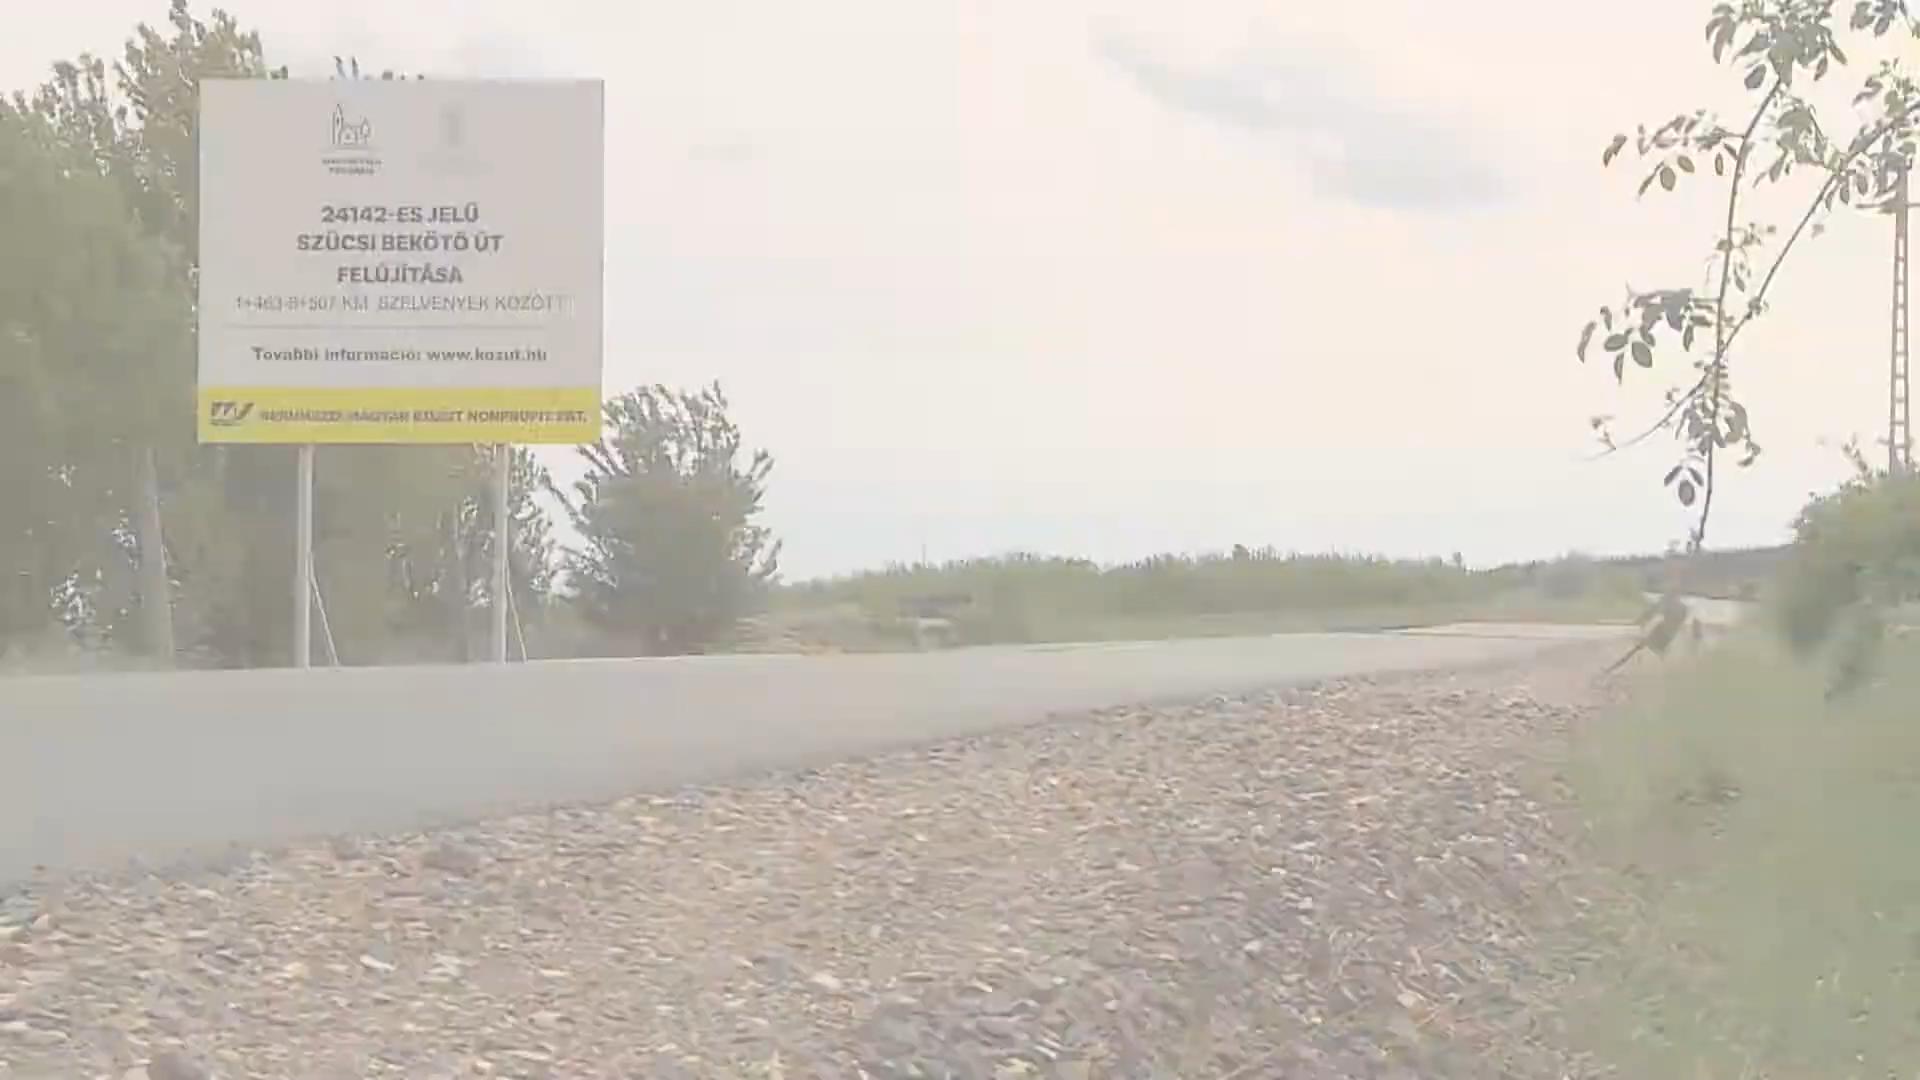 24142-ES JELŰ
SZŰCSI BEKÖTŐ ÚT
FELÚJÍTÁSA
KM SZELVÉNYEK KÖZÖTT
További információ: www.kozut.hu
BERUHÁZÓ: MAGYAR KÖZÚT NONPROFIT ZRT.